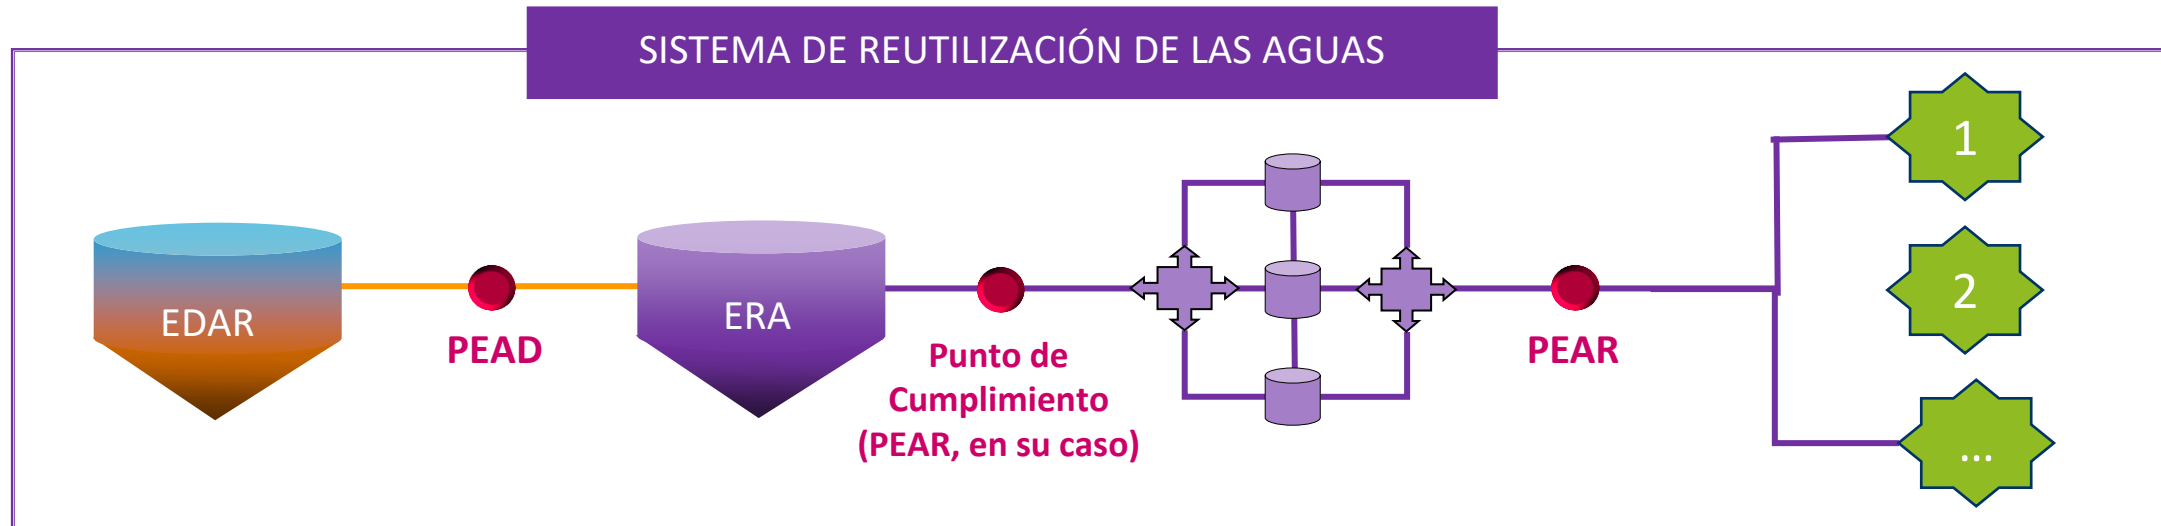 SISTEMA DE REUTILIZACIÓN DE LAS AGUAS
EDAR
PEAD
ERA
Punto de
Cumplimiento
(PEAR, en su caso)
PEAR
1
2
...